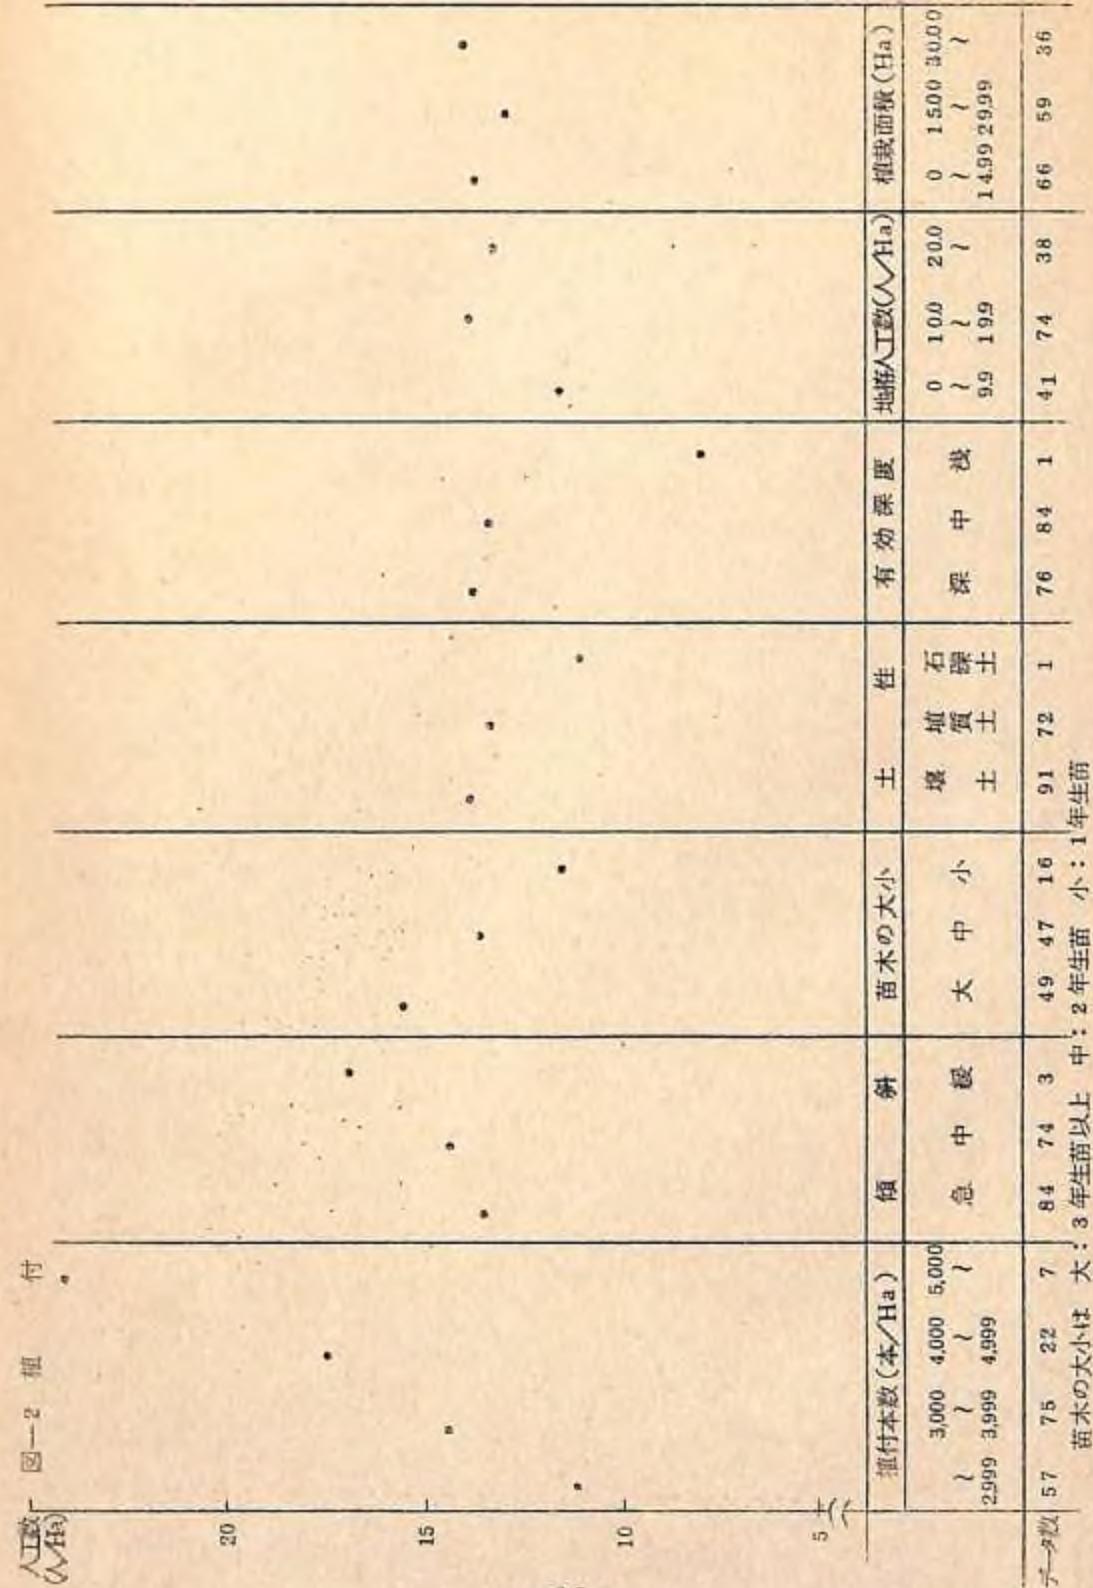 図—2 植付
人工数
(人/Ha)
20
15
10
5
植付本数(本/Ha) 傾斜 苗木の大小 土性 有効深度 地拵人工数(人/Ha) 植栽面積(Ha)
3,000 4,000 5,000 急 中 緩 大 中 小 壌土 埴質土 石礫土 深 中 浅 0 10.0 20.0 0 15.00 30.00
~ ~ ~ ~ ~ ~ ~ ~ ~ ~
2,999 3,999 4,999 9.9 19.9 14.99 29.99
データ数 57 75 22 7 84 74 3 49 47 16 91 72 1 76 84 1 41 74 38 66 59 36
苗木の大小は 大:3年生苗以上 中:2年生苗 小:1年生苗